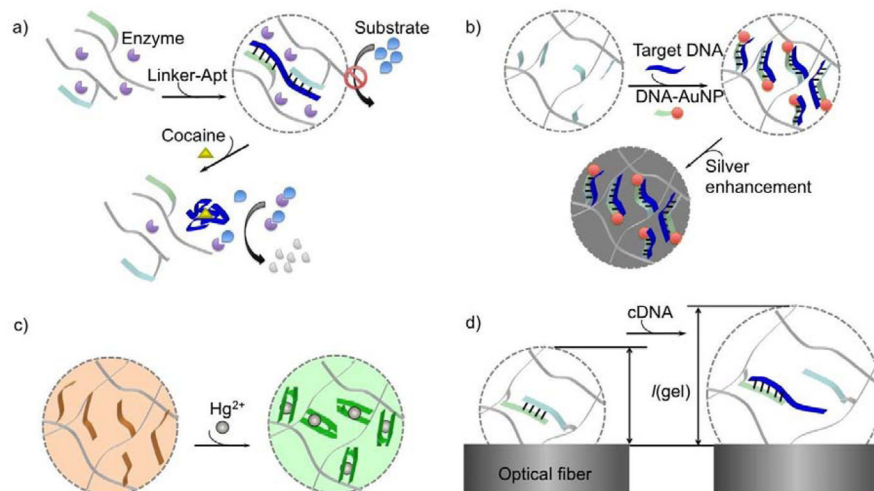 a)
Enzyme
Linker-Apt
Substrate
Cocaine
b)
Target DNA
DNA-AuNP
Silver
enhancement
c)
Hg²⁺
d)
cDNA
l(gel)
Optical fiber